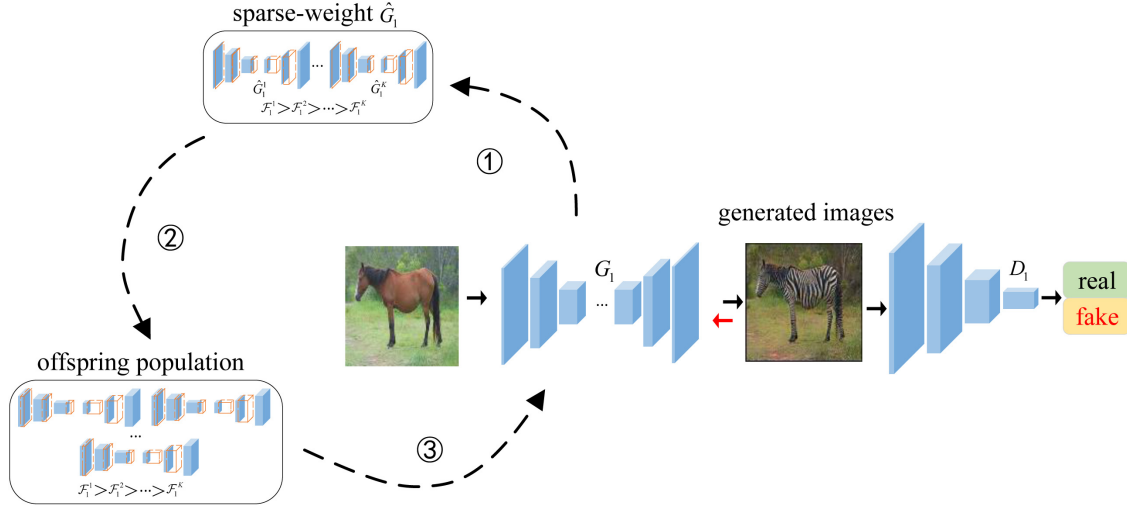 sparse-weight Ĝ₁
...
Ĝ₁¹ Ĝ₁ᴷ
ℱ₁¹ > ℱ₁² > ··· > ℱ₁ᴷ
①
②
generated images
G₁
...
D₁
real
fake
offspring population
...
ℱ₁¹ > ℱ₁² > ··· > ℱ₁ᴷ
③